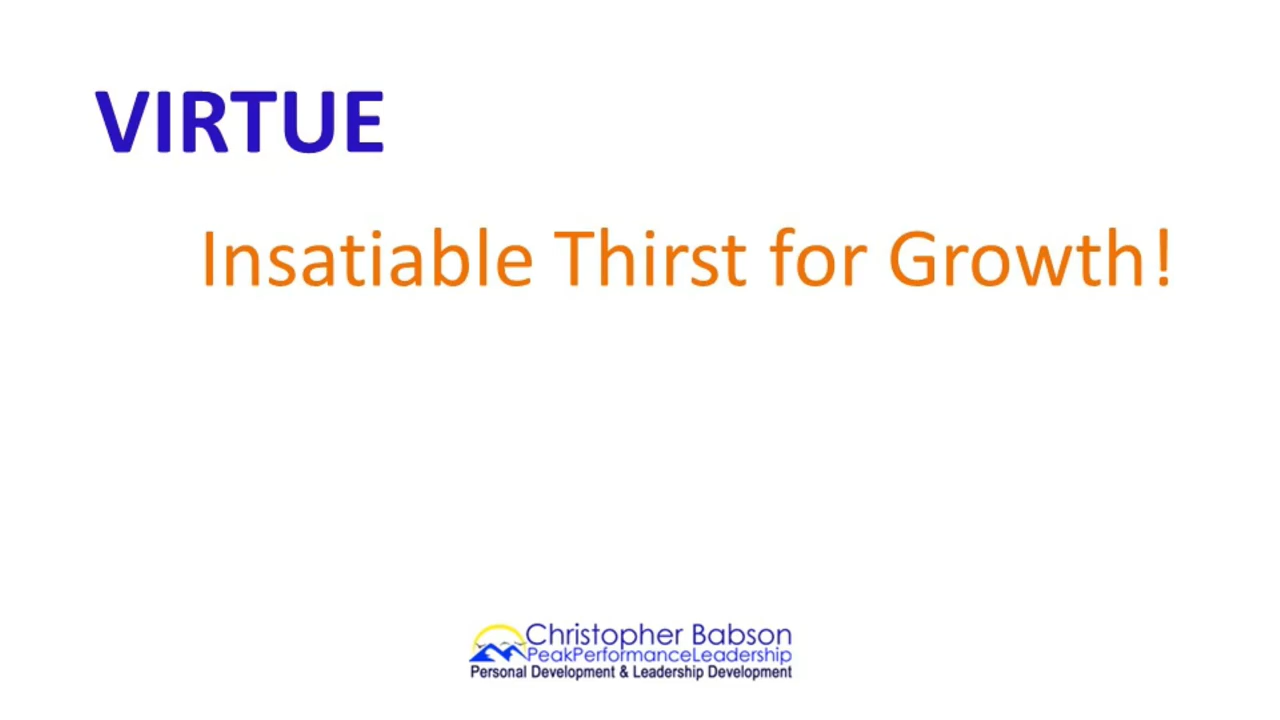 VIRTUE
Insatiable Thirst for Growth!
Christopher Babson
PeakPerformanceLeadership
Personal Development & Leadership Development